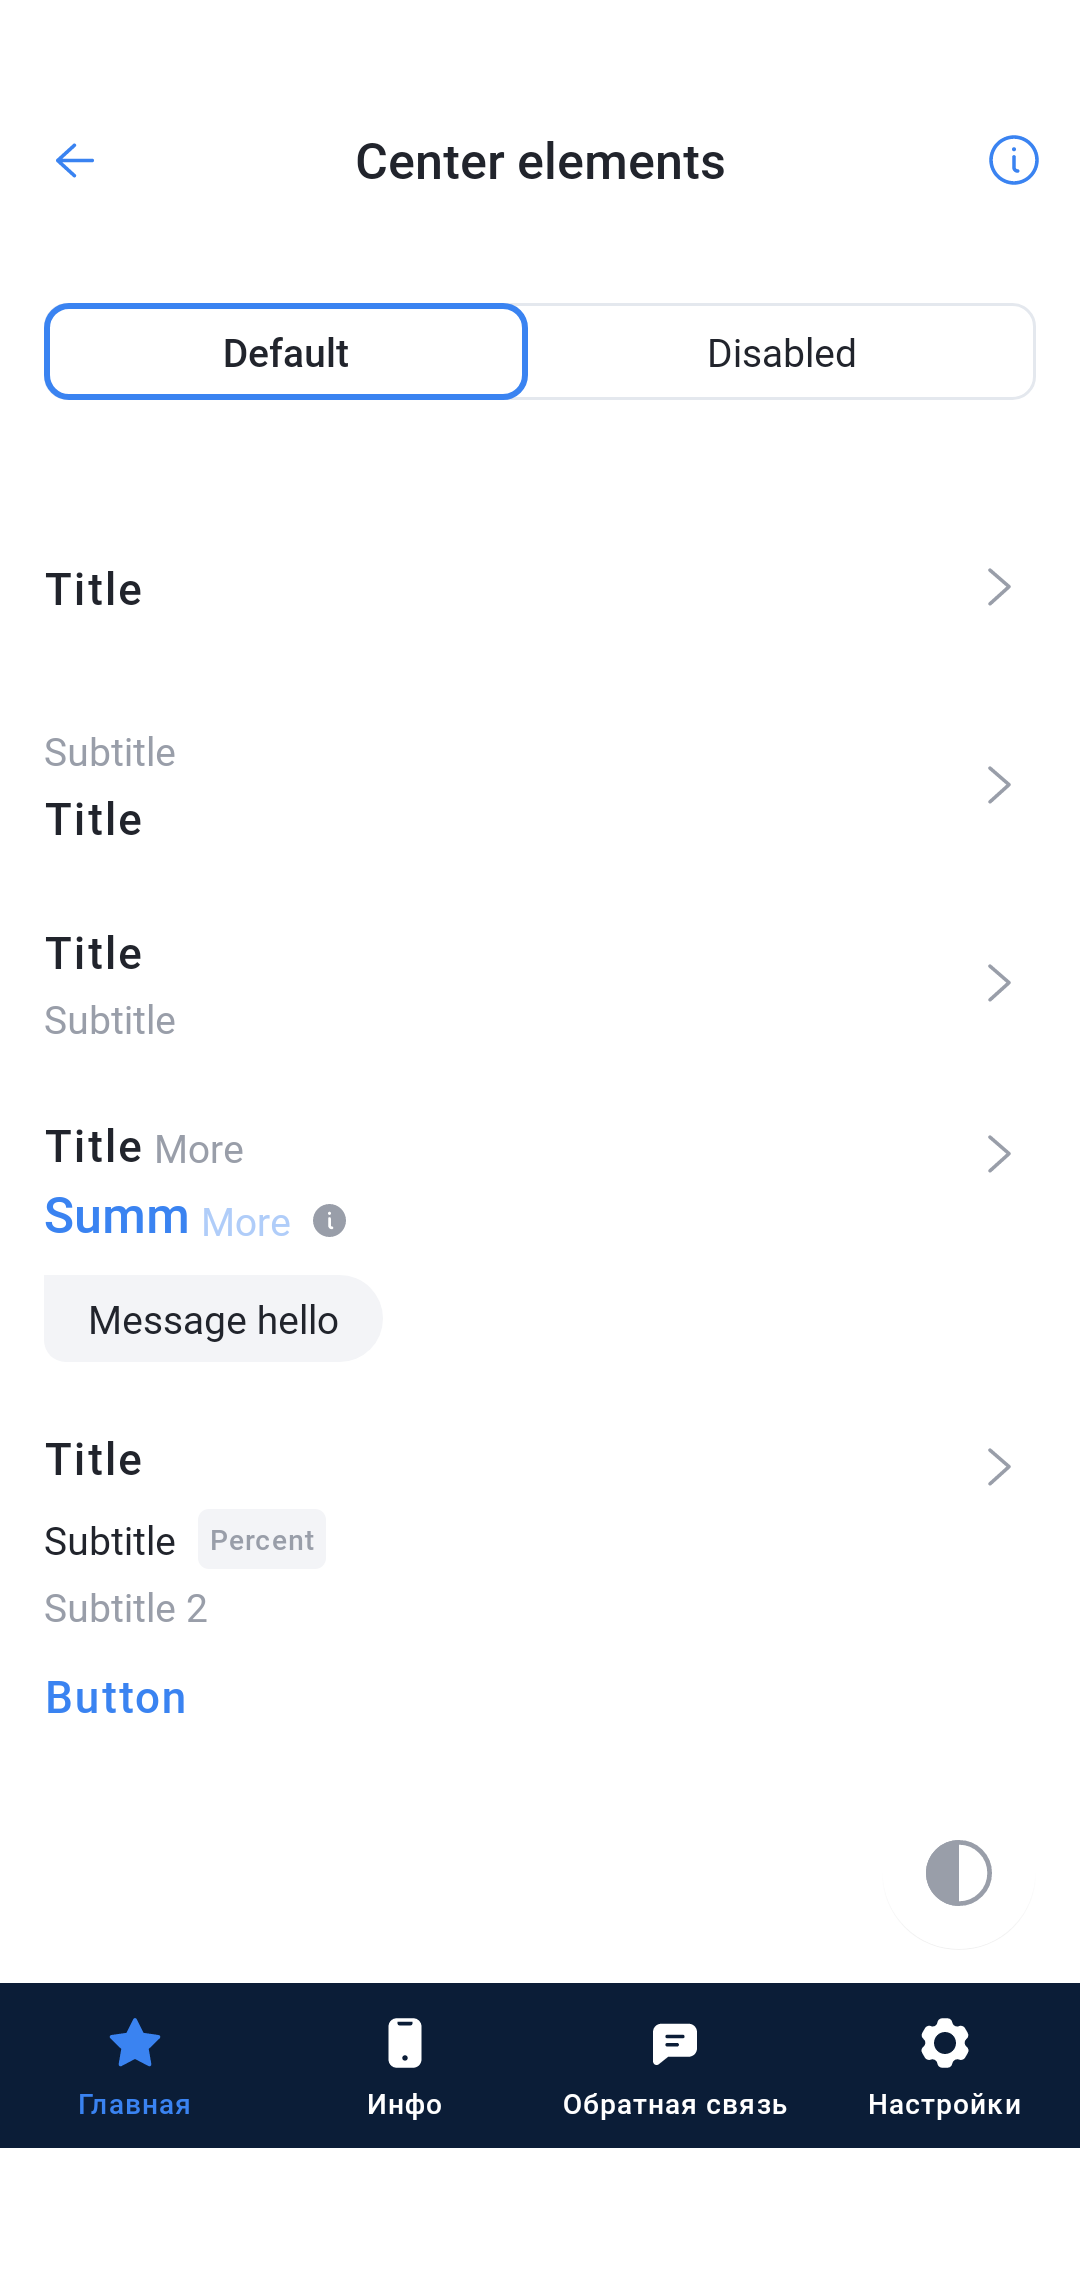 Center elements
Default
Disabled
Title
Subtitle
Title
Title
Subtitle
Title More
Summ More
Message hello
Title
Subtitle Percent
Subtitle 2
Button
Главная
Инфо
Обратная связь
Настройки